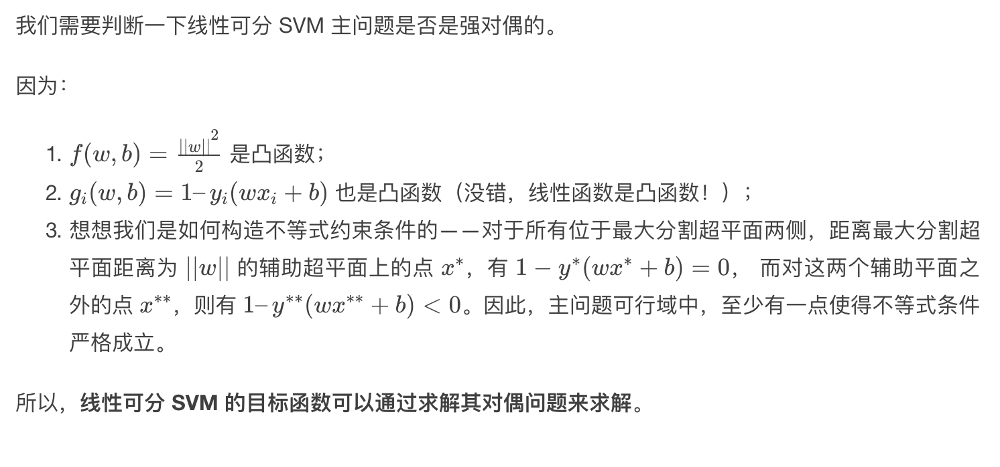 我们需要判断一下线性可分 SVM 主问题是否是强对偶的。
因为：
1. f(w, b) = ||w||²/2 是凸函数；
2. gᵢ(w, b) = 1–yᵢ(wxᵢ + b) 也是凸函数（没错，线性函数是凸函数！）；
3. 想想我们是如何构造不等式约束条件的——对于所有位于最大分割超平面两侧，距离最大分割超
平面距离为 ||w|| 的辅助超平面上的点 x*，有 1 − y*(wx* + b) = 0， 而对这两个辅助平面之
外的点 x**，则有 1–y**(wx** + b) < 0。因此，主问题可行域中，至少有一点使得不等式条件
严格成立。
所以，线性可分 SVM 的目标函数可以通过求解其对偶问题来求解。